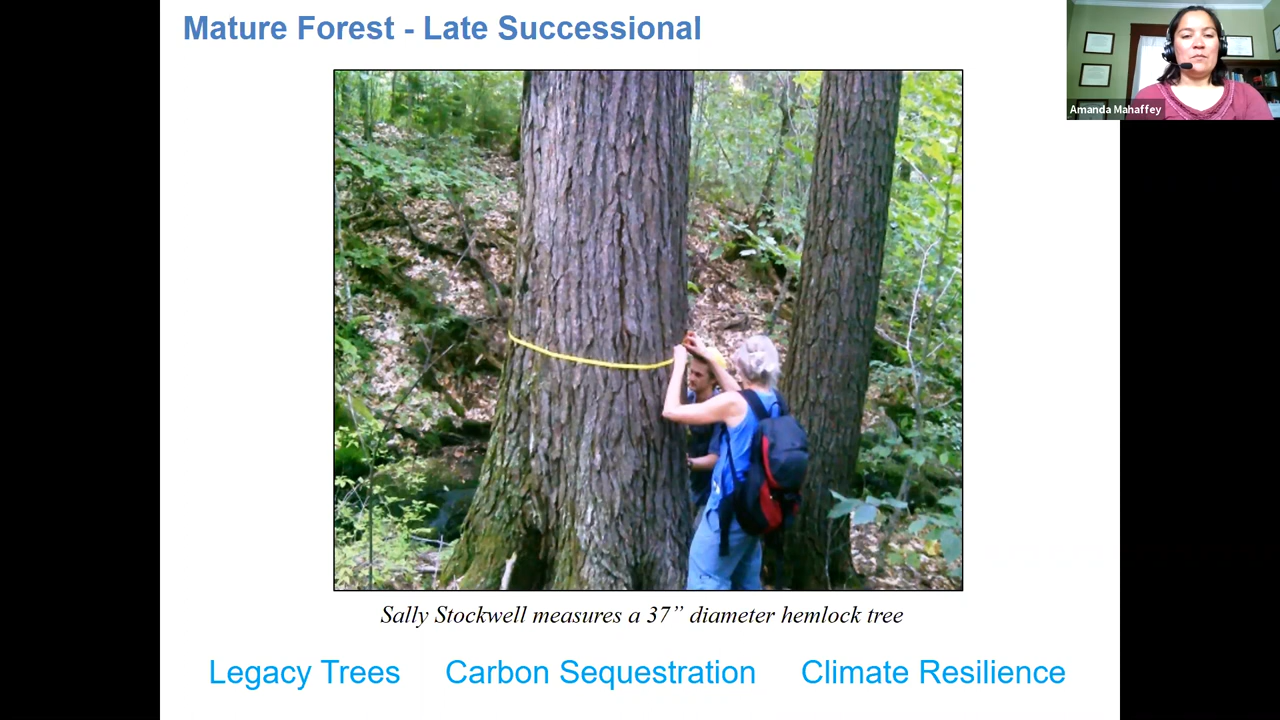 Mature Forest - Late Successional
Amanda Mahaffey
Sally Stockwell measures a 37” diameter hemlock tree
Legacy Trees Carbon Sequestration Climate Resilience